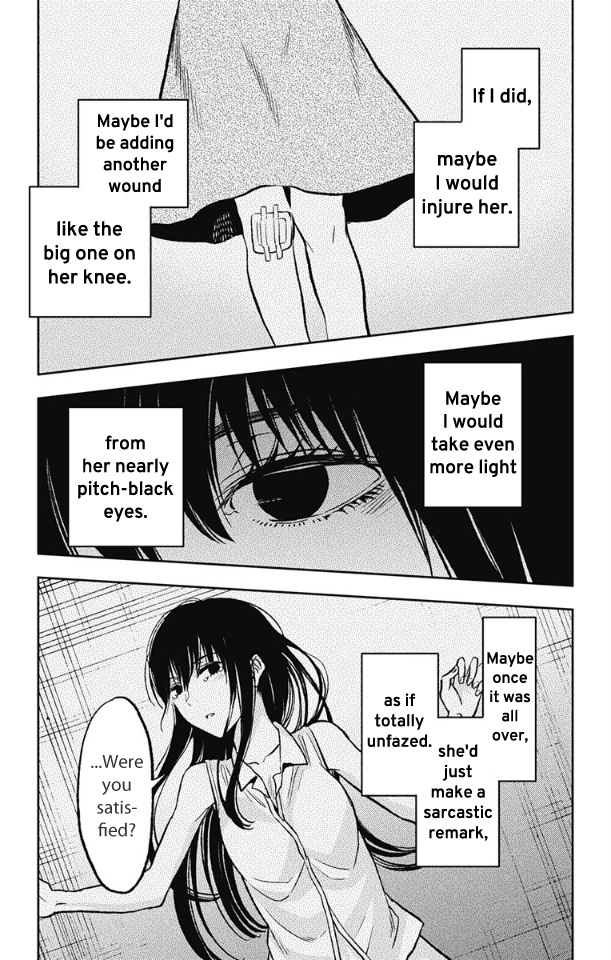 If I did,
maybe
I would
injure her.
Maybe I'd
be adding
another
wound
like the
big one on
her knee.
Maybe
I would
take even
more light
from
her nearly
pitch-black
eyes.
Maybe
once
it was
all
over,
she'd
just
make a
sarcastic
remark,
as if
totally
unfazed.
...Were
you
satis-
fied?